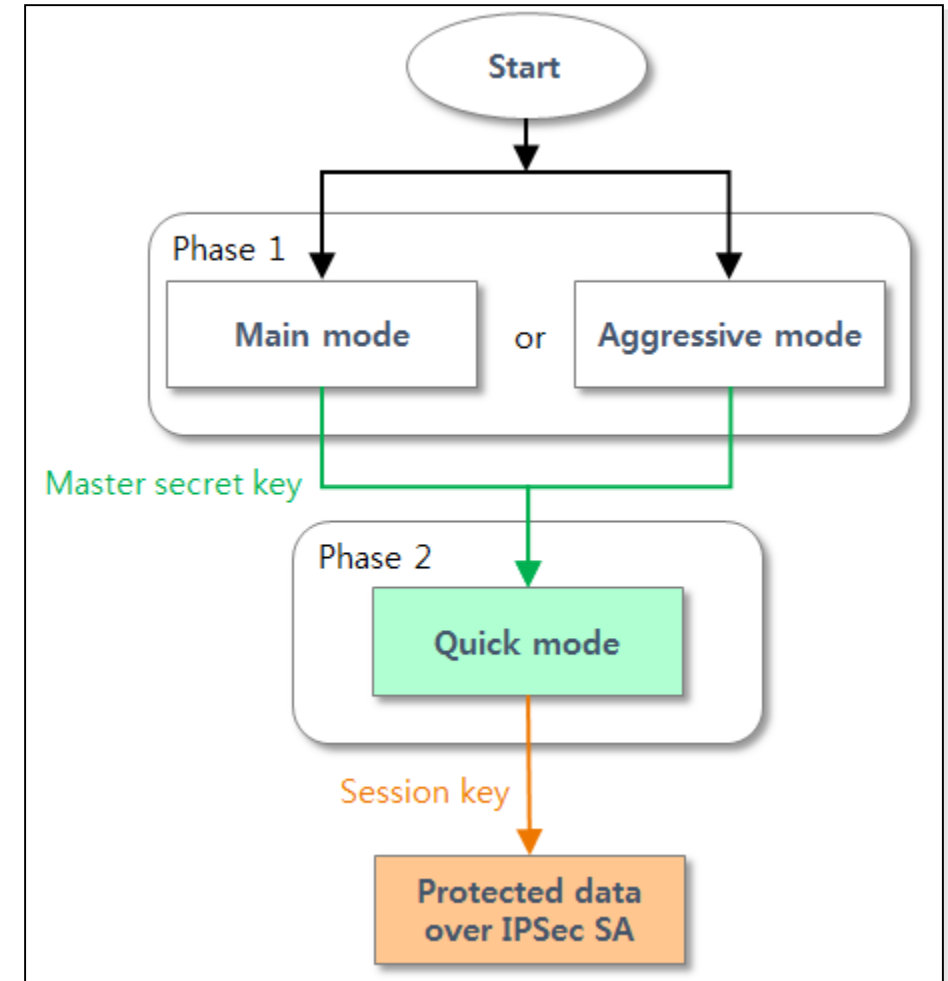 Start
Phase 1
Main mode
or
Aggressive mode
Master secret key
Phase 2
Quick mode
Session key
Protected data
over IPSec SA